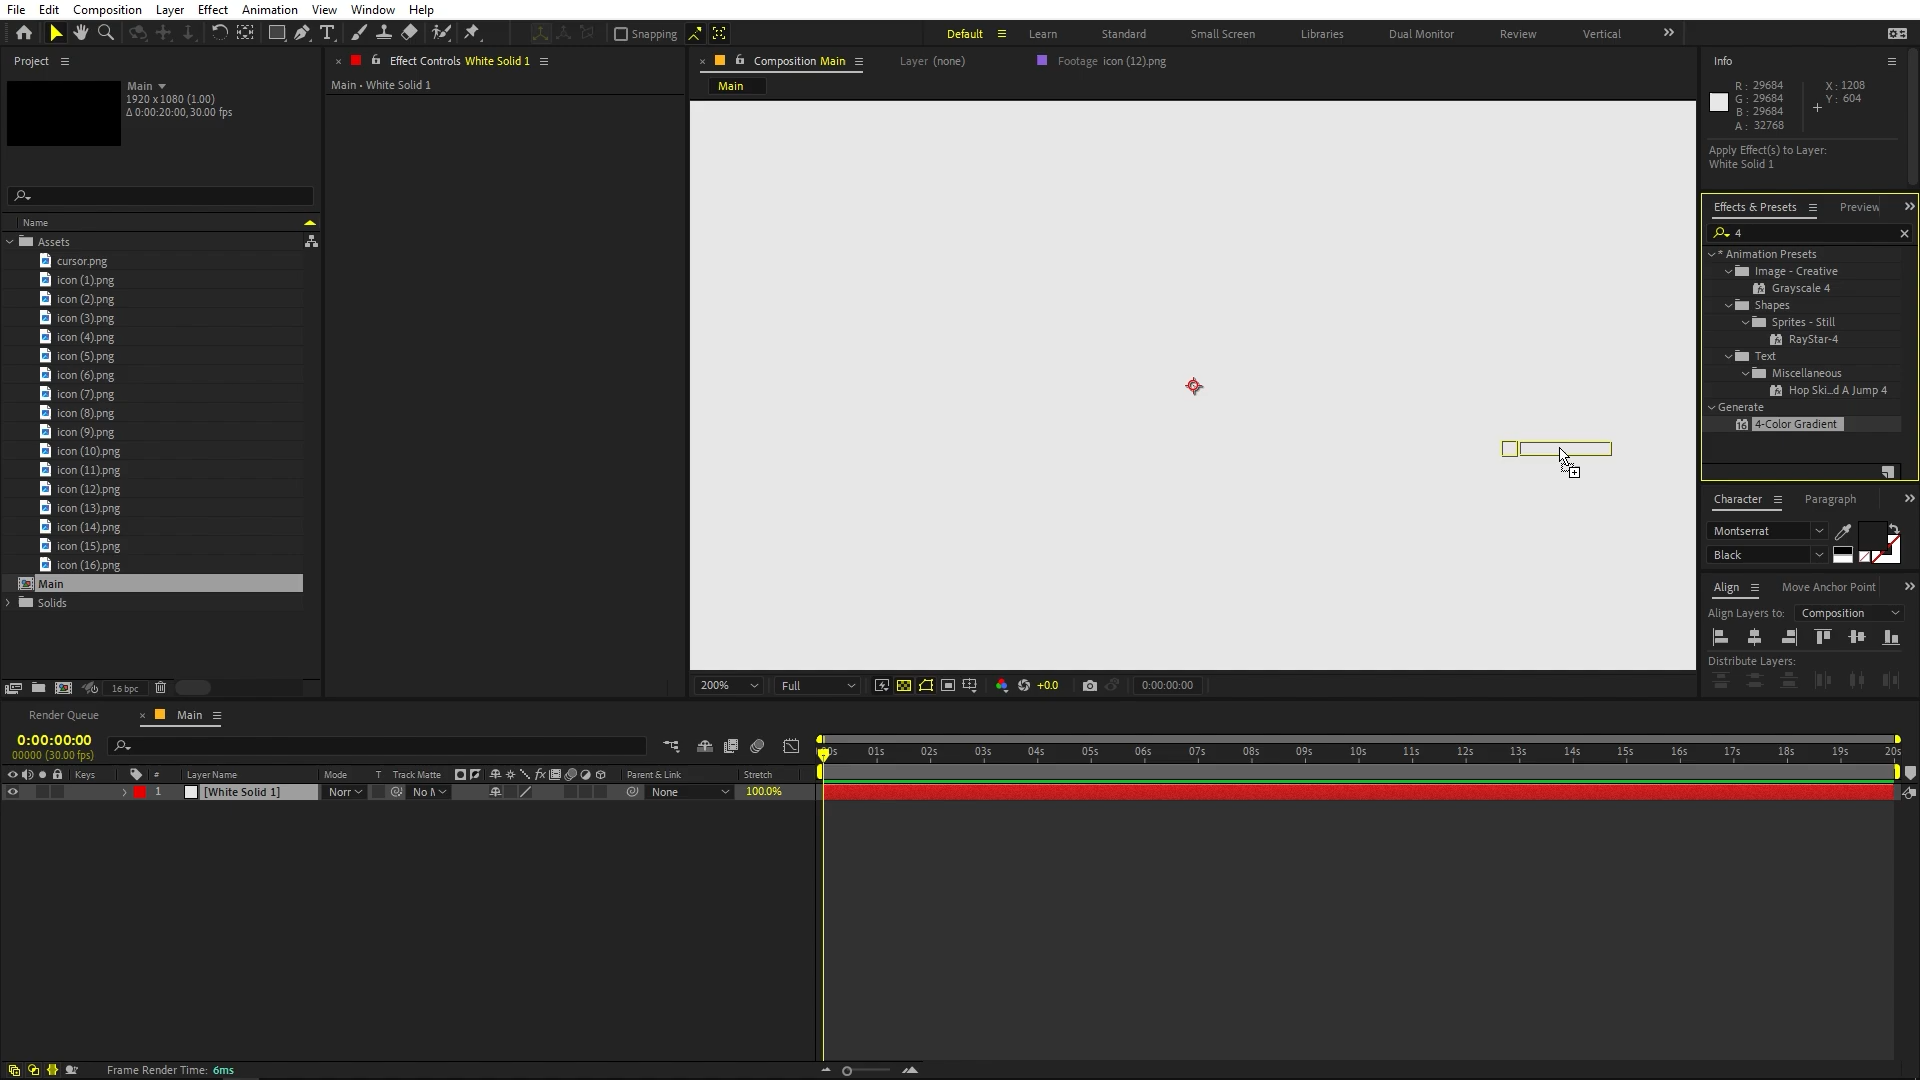 File Edit Composition Layer Effect Animation View Window Help
Snapping
Default Learn Standard Small Screen Libraries Dual Monitor Review Vertical
Project
Main
1920 x 1080 (1.00)
Δ 0:00:20:00, 30.00 fps
Name
Assets
cursor.png
icon (1).png
icon (2).png
icon (3).png
icon (4).png
icon (5).png
icon (6).png
icon (7).png
icon (8).png
icon (9).png
icon (10).png
icon (11).png
icon (12).png
icon (13).png
icon (14).png
icon (15).png
icon (16).png
Main
Solids
16 bpc
Effect Controls White Solid 1
Main • White Solid 1
Composition Main Layer (none) Footage icon (12).png
Main
200% Full +0.0 0:00:00:00
Info
R: 29684
G: 29684
B: 29684
A: 32768
X: 1208
Y: 604
Apply Effect(s) to Layer:
White Solid 1
Effects & Presets Preview
4
* Animation Presets
Image - Creative
Grayscale 4
Shapes
Sprites - Still
RayStar-4
Text
Miscellaneous
Hop Ski...d A Jump 4
Generate
16 4-Color Gradient
Character Paragraph
Montserrat
Black
Align Move Anchor Point
Align Layers to: Composition
Distribute Layers:
Render Queue Main
0:00:00:00
00000 (30.00 fps)
Keys # Layer Name Mode T Track Matte fx Parent & Link Stretch
1 [White Solid 1] Norr No M None 100.0%
00s 01s 02s 03s 04s 05s 06s 07s 08s 09s 10s 11s 12s 13s 14s 15s 16s 17s 18s 19s 20s
Frame Render Time: 6ms